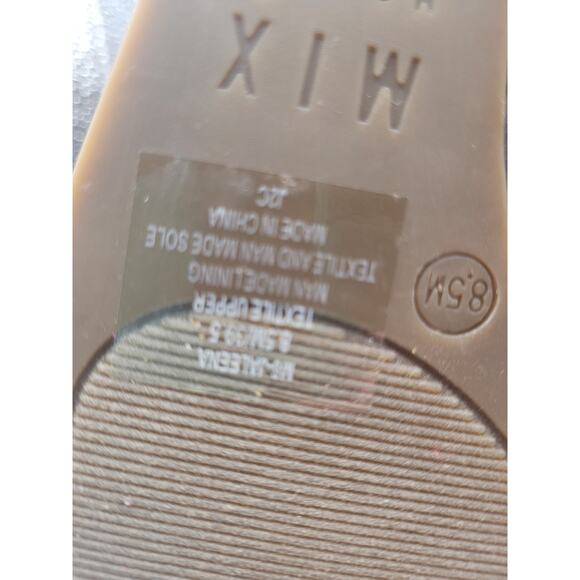 M6-JALEENA
8.5M/39.5
TEXTILE UPPER
MAN MADE LINING
TEXTILE AND MAN MADE SOLE
MADE IN CHINA
J2C
8.5M
MIX